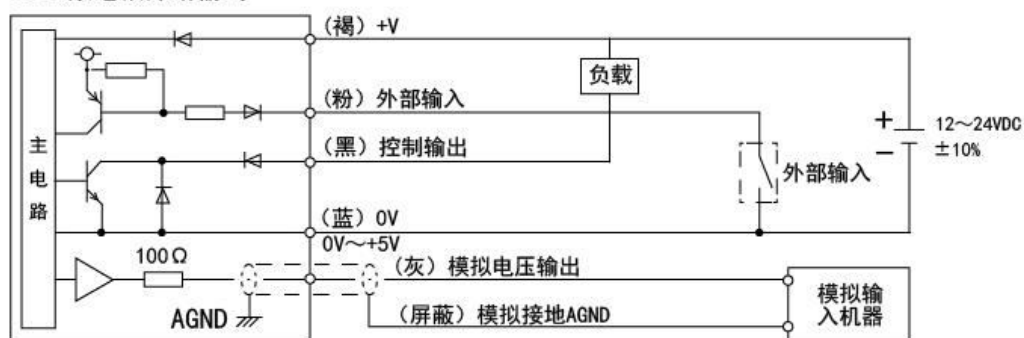 (褐) +V
负载
(粉) 外部输入
12～24VDC
±10%
+
−
主电路
(黑) 控制输出
外部输入
(蓝) 0V
0V～+5V
100Ω
(灰) 模拟电压输出
模拟输
入机器
AGND
(屏蔽) 模拟接地AGND